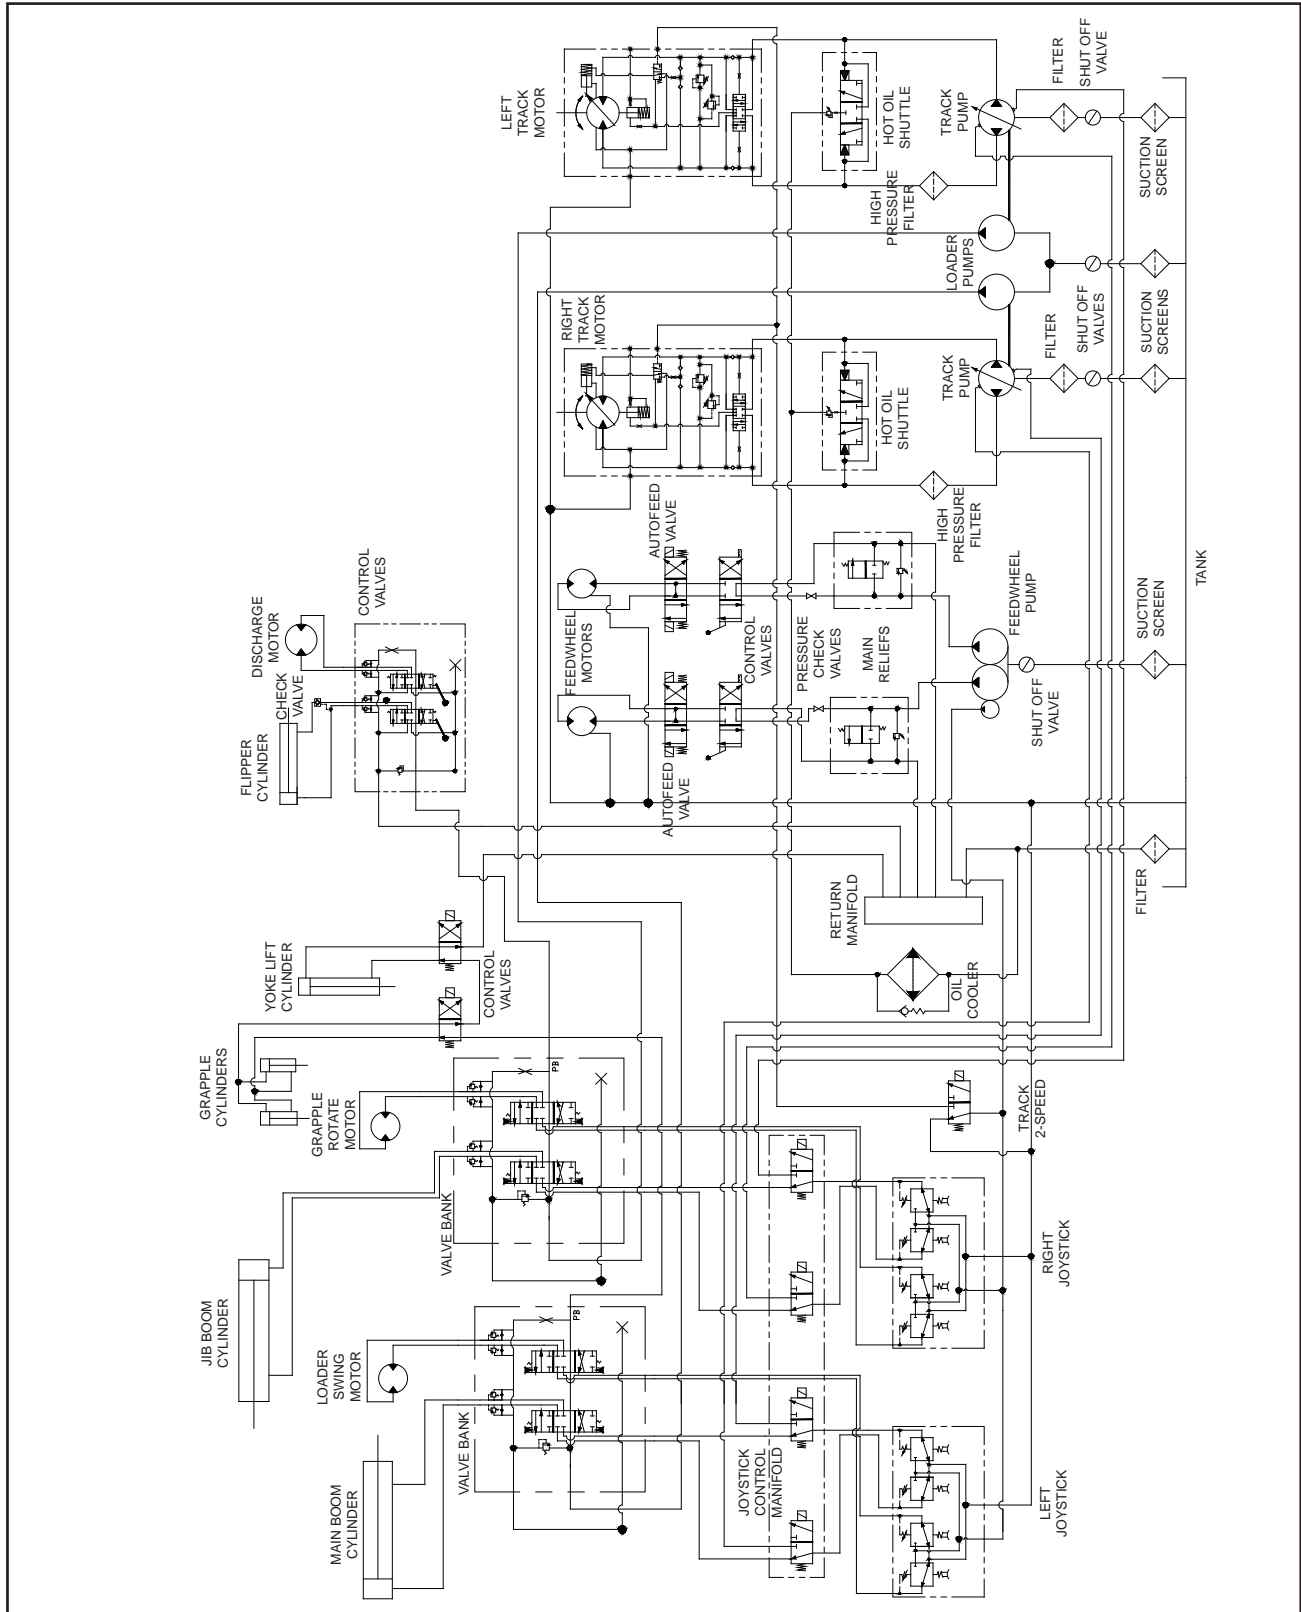 JIB BOOM
CYLINDER
GRAPPLE
CYLINDERS
FLIPPER
CYLINDER
DISCHARGE
MOTOR
CHECK
VALVE
YOKE LIFT
CYLINDER
MAIN BOOM
CYLINDER
LOADER
SWING
MOTOR
GRAPPLE
ROTATE
MOTOR
CONTROL
VALVES
VALVE BANK
VALVE BANK
CONTROL
VALVES
LEFT
TRACK
MOTOR
PB
PB
FEEDWHEEL
MOTORS
RIGHT
TRACK
MOTOR
AUTOFEED
VALVE
AUTOFEED
VALVE
JOYSTICK
CONTROL
MANIFOLD
CONTROL
VALVES
PRESSURE
CHECK
VALVES
RETURN
MANIFOLD
MAIN
RELIEFS
HOT OIL
SHUTTLE
HOT OIL
SHUTTLE
HIGH
PRESSURE
FILTER
HIGH
PRESSURE
FILTER
OIL
COOLER
TRACK
PUMP
LOADER
PUMPS
TRACK
PUMP
LEFT
JOYSTICK
RIGHT
JOYSTICK
TRACK
2-SPEED
SHUT OFF
VALVE
FEEDWHEEL
PUMP
FILTER
SHUT OFF
VALVES
FILTER
SHUT OFF
VALVE
FILTER
SUCTION
SCREEN
SUCTION
SCREENS
SUCTION
SCREEN
TANK